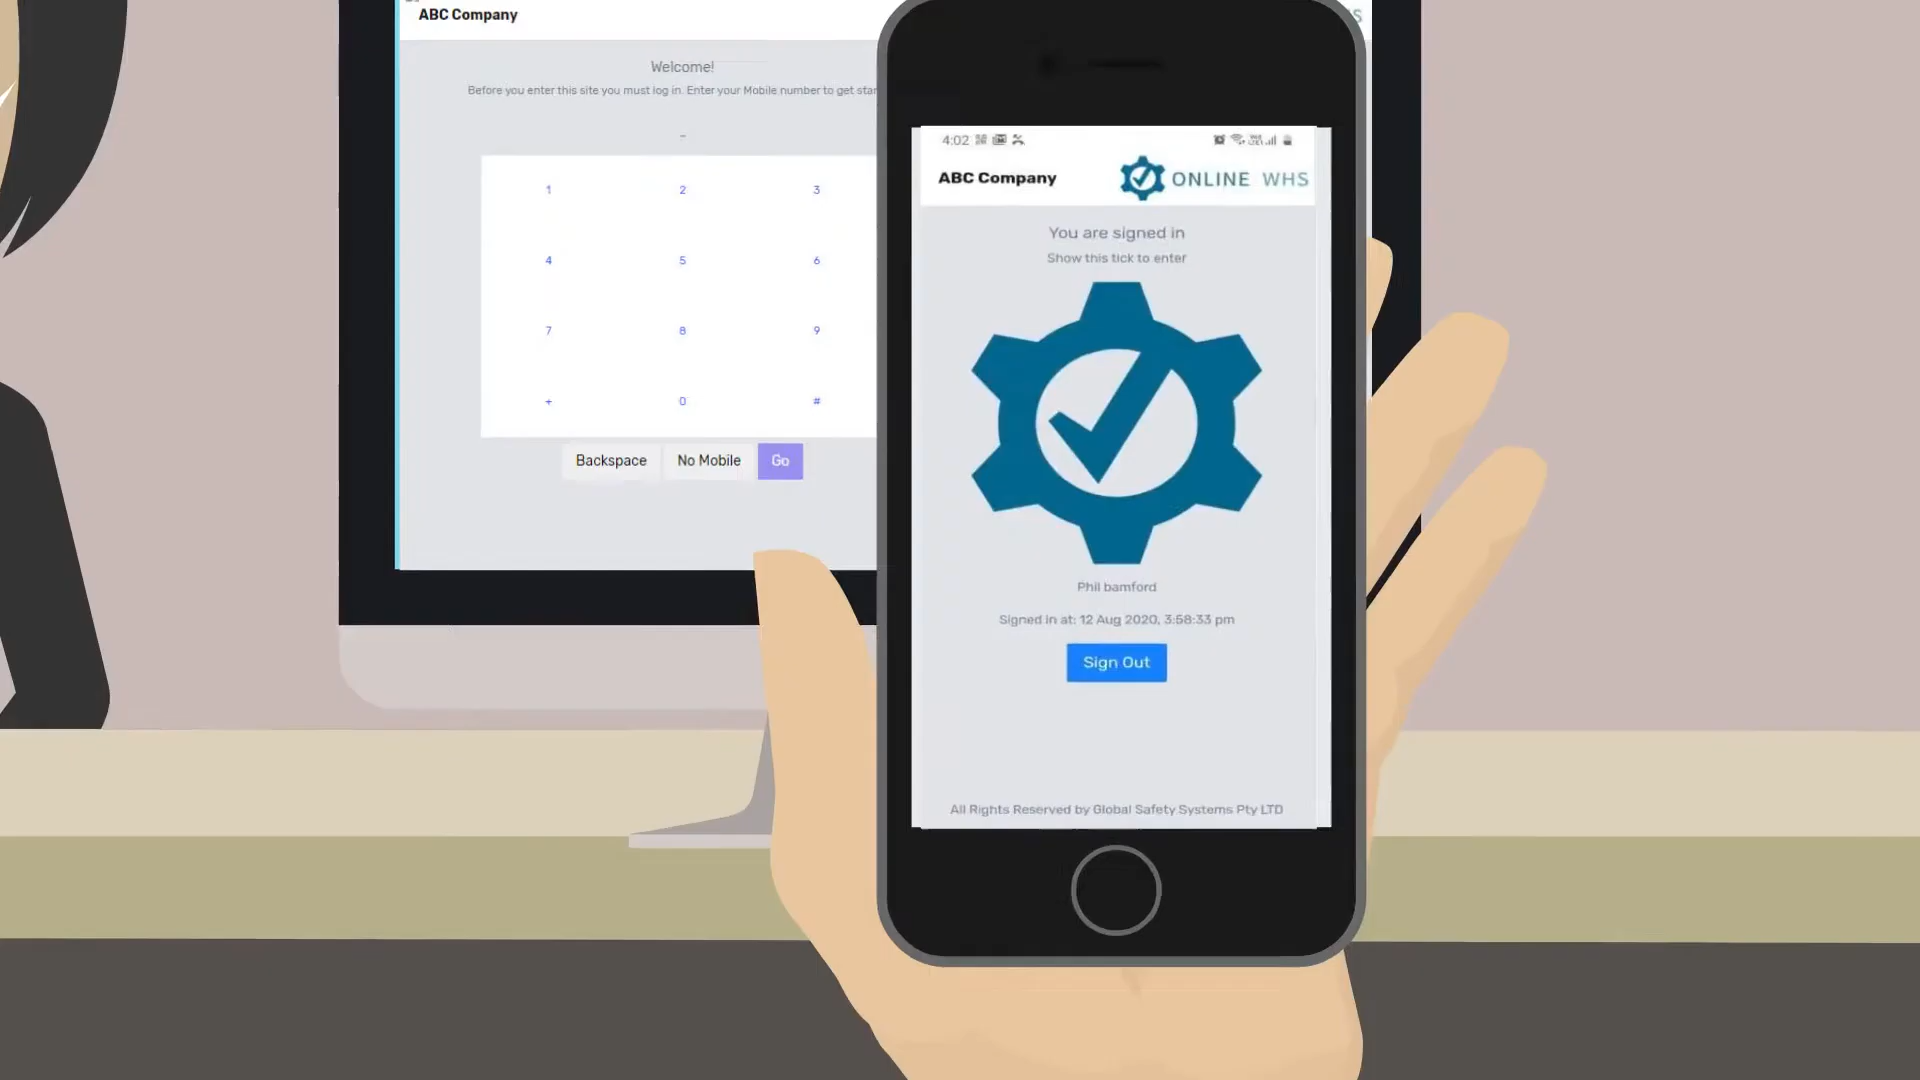 ABC Company
Welcome!
Before you enter this site you must log in. Enter your Mobile number to get star
-
1 2 3
4 5 6
7 8 9
+ 0 #
Backspace No Mobile Go
S
4:02
ABC Company ONLINE WHS
You are signed in
Show this tick to enter
Phil bamford
Signed in at: 12 Aug 2020, 3:58:33 pm
Sign Out
All Rights Reserved by Global Safety Systems Pty LTD